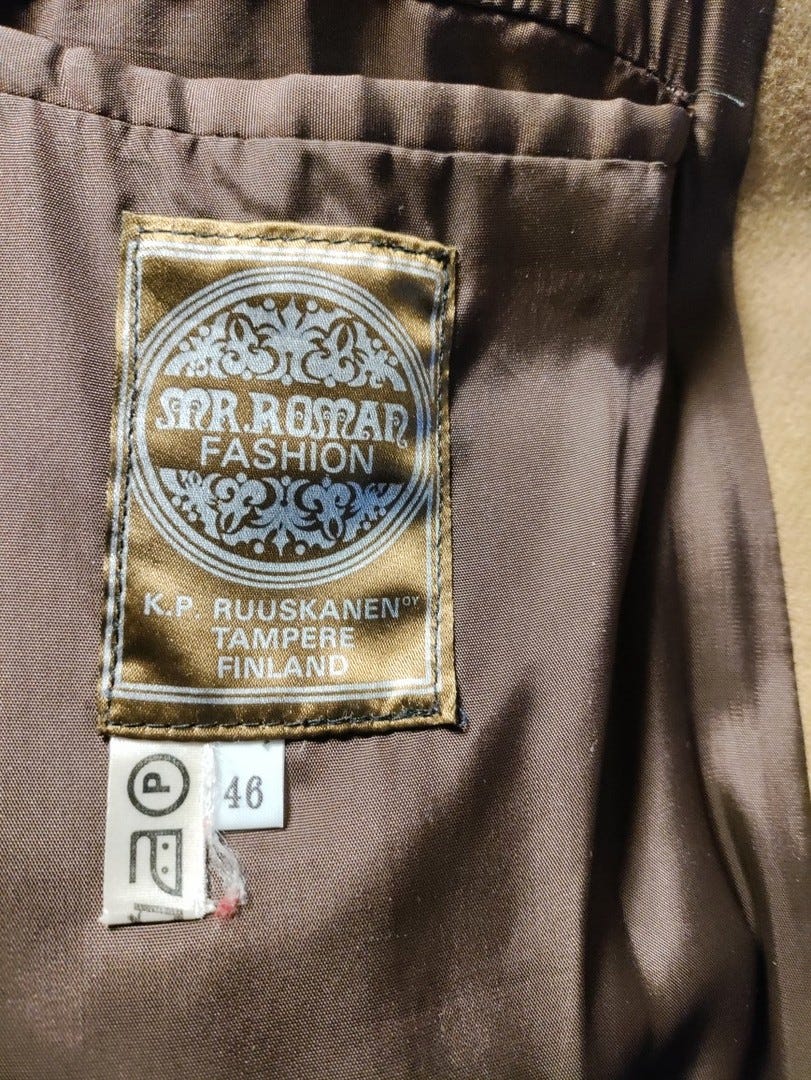 MR. ROMAN
FASHION
K.P. RUUSKANEN OY
TAMPERE
FINLAND
46
P